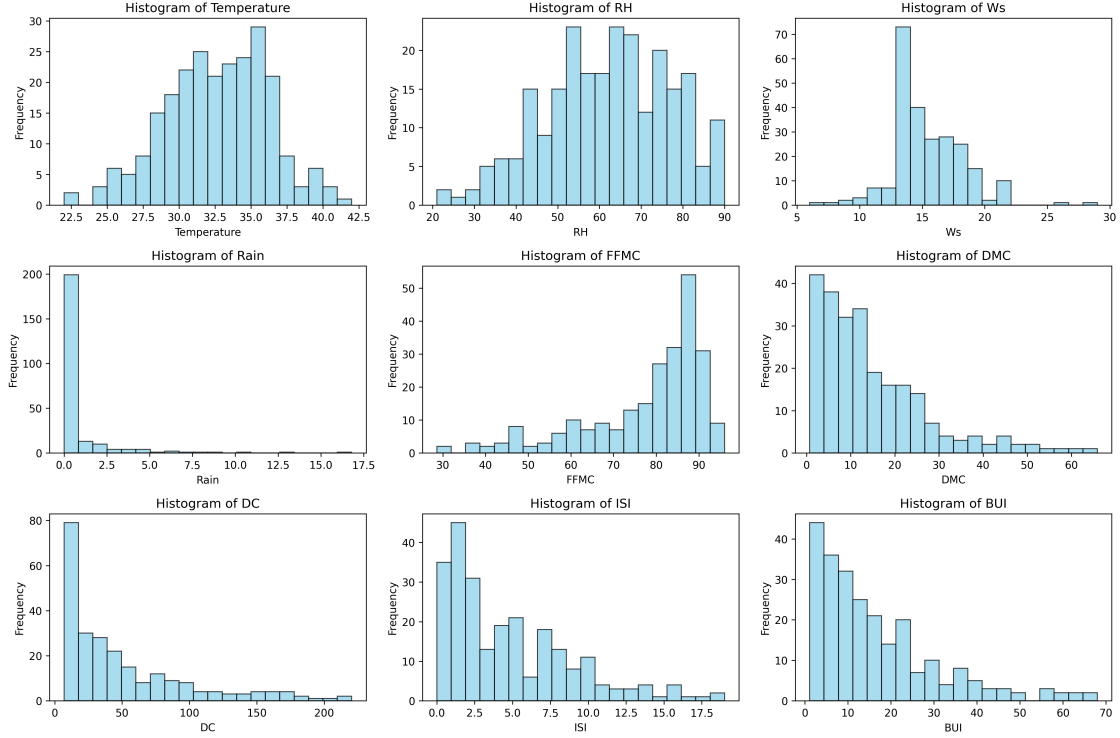 Histogram of Temperature
Frequency
0
5
10
15
20
25
30
22.5 25.0 27.5 30.0 32.5 35.0 37.5 40.0 42.5
Temperature
Histogram of RH
Frequency
0
5
10
15
20
20 30 40 50 60 70 80 90
RH
Histogram of Ws
Frequency
0
10
20
30
40
50
60
70
5 10 15 20 25 30
Ws
Histogram of Rain
Frequency
0
50
100
150
200
0.0 2.5 5.0 7.5 10.0 12.5 15.0 17.5
Rain
Histogram of FFMC
Frequency
0
10
20
30
40
50
30 40 50 60 70 80 90
FFMC
Histogram of DMC
Frequency
0
10
20
30
40
0 10 20 30 40 50 60
DMC
Histogram of DC
Frequency
0
20
40
60
80
0 50 100 150 200
DC
Histogram of ISI
Frequency
0
10
20
30
40
0.0 2.5 5.0 7.5 10.0 12.5 15.0 17.5
ISI
Histogram of BUI
Frequency
0
10
20
30
40
0 10 20 30 40 50 60 70
BUI